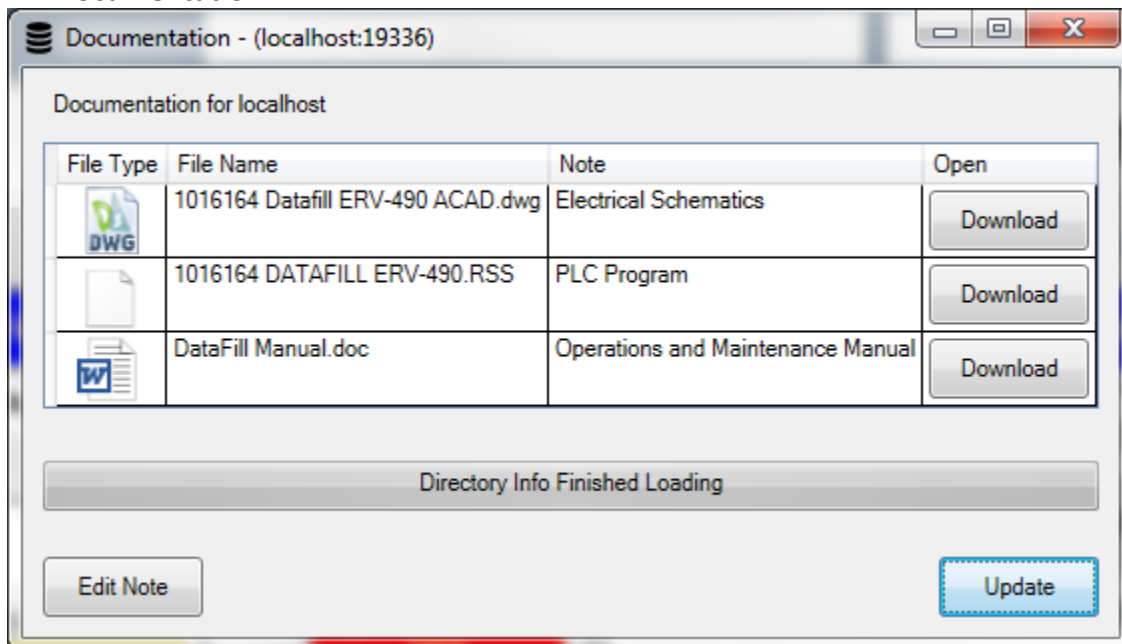 Documentation - (localhost:19336)
Documentation for localhost
File Type File Name Note Open
DWG 1016164 Datafill ERV-490 ACAD.dwg Electrical Schematics Download
1016164 DATAFILL ERV-490.RSS PLC Program Download
W DataFill Manual.doc Operations and Maintenance Manual Download
Directory Info Finished Loading
Edit Note Update